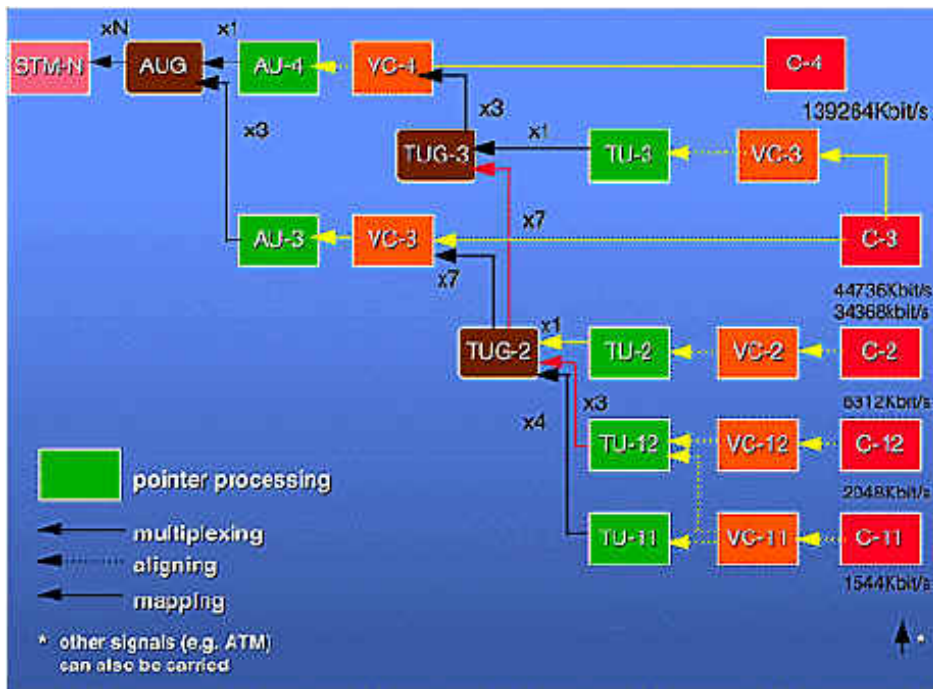 xN
x1
STM-N
AUG
AU-4
VC-4
C-4
139264Kbit/s
x3
x3
x1
TUG-3
TU-3
VC-3
x7
AU-3
VC-3
C-3
x7
44736Kbit/s
34368kbit/s
x1
TUG-2
TU-2
VC-2
C-2
6312Kbit/s
x3
x4
TU-12
VC-12
C-12
2048Kbit/s
pointer processing
multiplexing
TU-11
VC-11
C-11
aligning
1544Kbit/s
mapping
* other signals (e.g. ATM)
can also be carried
*